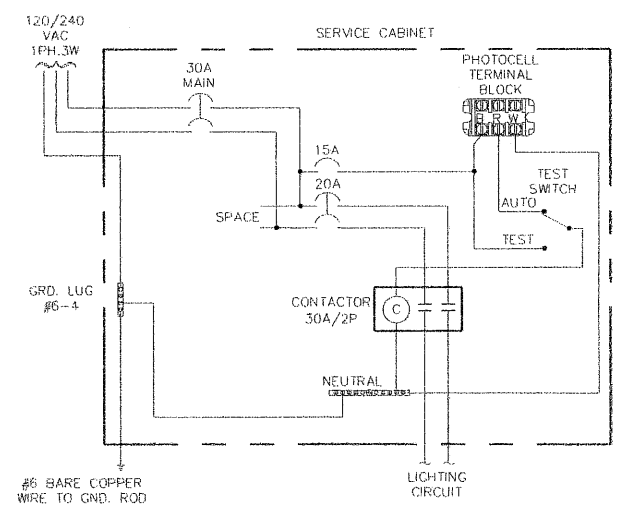 120/240
VAC
1PH.3W
SERVICE CABINET
30A
MAIN
PHOTOCELL
TERMINAL
BLOCK
B R W
15A
TEST
SWITCH
20A
AUTO
SPACE
TEST
GRD. LUG
#6-4
CONTACTOR
30A/2P
C
NEUTRAL
#6 BARE COPPER
WIRE TO GND. ROD
LIGHTING
CIRCUIT